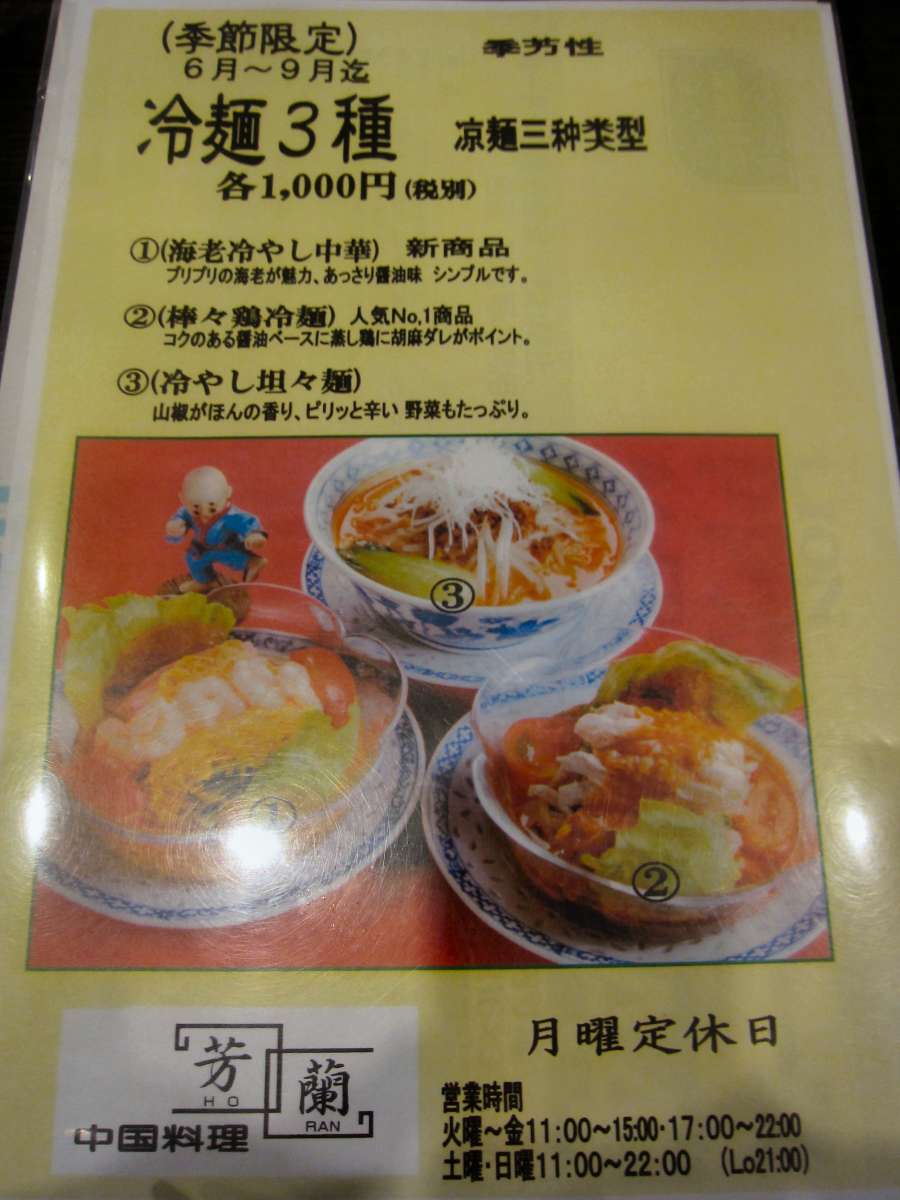 (季節限定)
季芳性
6月〜9月迄
冷麺3種
凉麺三种类型
各1,000円(税別)
①(海老冷やし中華) 新商品
プリプリの海老が魅力、あっさり醤油味 シンプルです。
②(棒々鶏冷麺) 人気No,1商品
コクのある醤油ベースに蒸し鶏に胡麻ダレがポイント。
③(冷やし坦々麺)
山椒がほんの香り、ピリッと辛い 野菜もたっぷり。
③
①
②
芳
HO
蘭
RAN
中国料理
月曜定休日
営業時間
火曜〜金11:00〜15:00・17:00〜22:00
土曜・日曜11:00〜22:00 (Lo21:00)